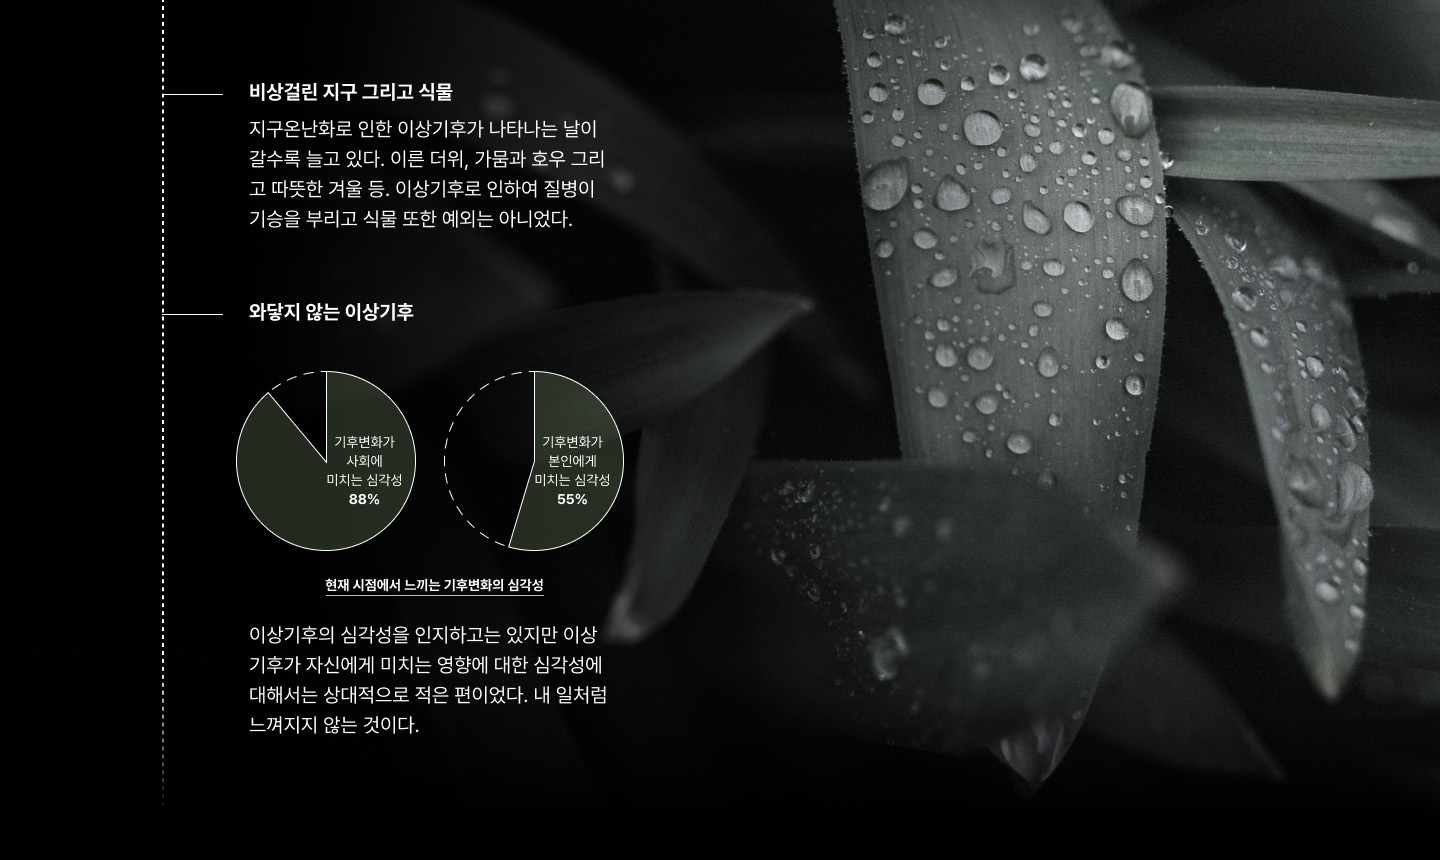 비상걸린 지구 그리고 식물
지구온난화로 인한 이상기후가 나타나는 날이
갈수록 늘고 있다. 이른 더위, 가뭄과 호우 그리
고 따뜻한 겨울 등. 이상기후로 인하여 질병이
기승을 부리고 식물 또한 예외는 아니었다.
와닿지 않는 이상기후
기후변화가
사회에
미치는 심각성
88%
기후변화가
본인에게
미치는 심각성
55%
현재 시점에서 느끼는 기후변화의 심각성
이상기후의 심각성을 인지하고는 있지만 이상
기후가 자신에게 미치는 영향에 대한 심각성에
대해서는 상대적으로 적은 편이었다. 내 일처럼
느껴지지 않는 것이다.